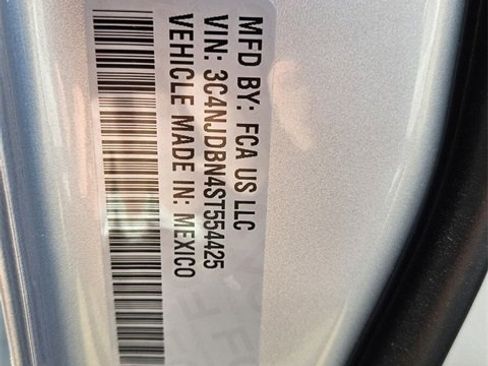 MFD BY: FCA US LLC
VIN: 3C4NJDBN4ST554425
VEHICLE MADE IN: MEXICO